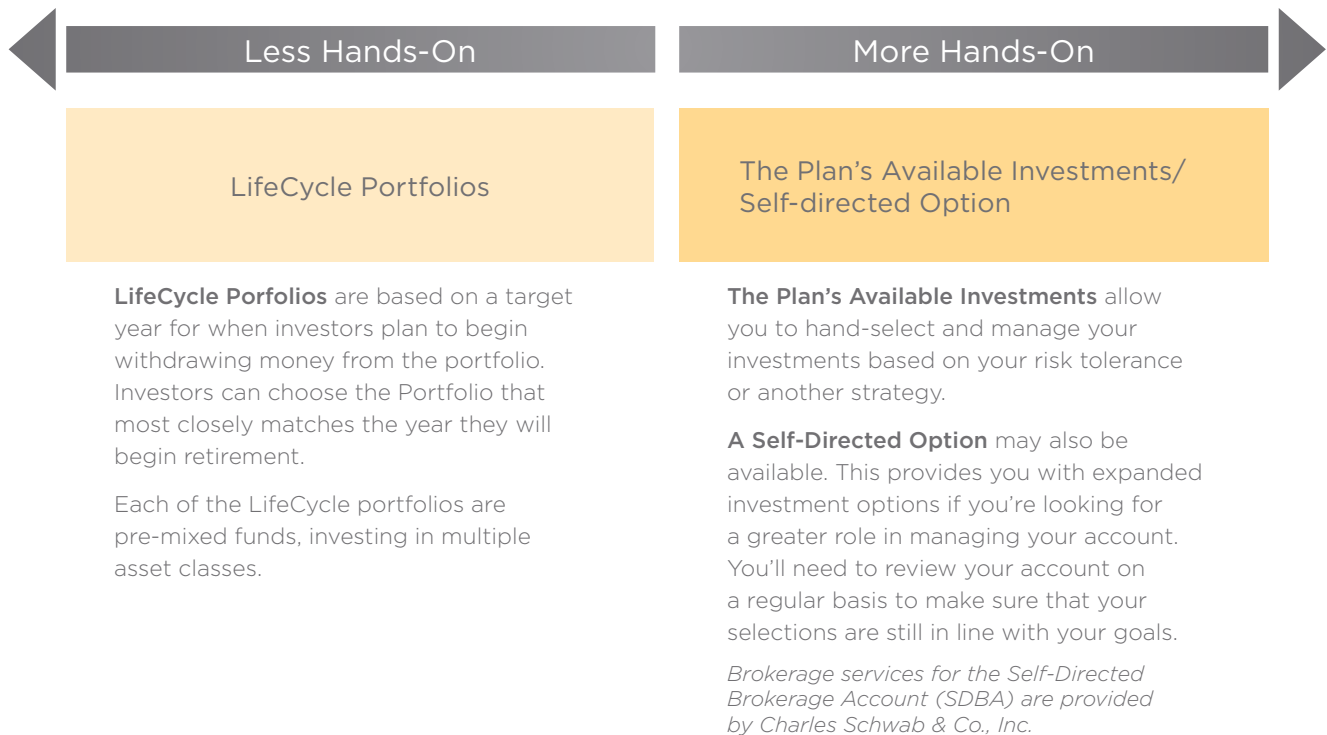 Less Hands-On
More Hands-On
LifeCycle Portfolios
The Plan’s Available Investments/
Self-directed Option
LifeCycle Porfolios are based on a target
year for when investors plan to begin
withdrawing money from the portfolio.
Investors can choose the Portfolio that
most closely matches the year they will
begin retirement.
Each of the LifeCycle portfolios are
pre-mixed funds, investing in multiple
asset classes.
The Plan’s Available Investments allow
you to hand-select and manage your
investments based on your risk tolerance
or another strategy.
A Self-Directed Option may also be
available. This provides you with expanded
investment options if you’re looking for
a greater role in managing your account.
You’ll need to review your account on
a regular basis to make sure that your
selections are still in line with your goals.
Brokerage services for the Self-Directed
Brokerage Account (SDBA) are provided
by Charles Schwab & Co., Inc.